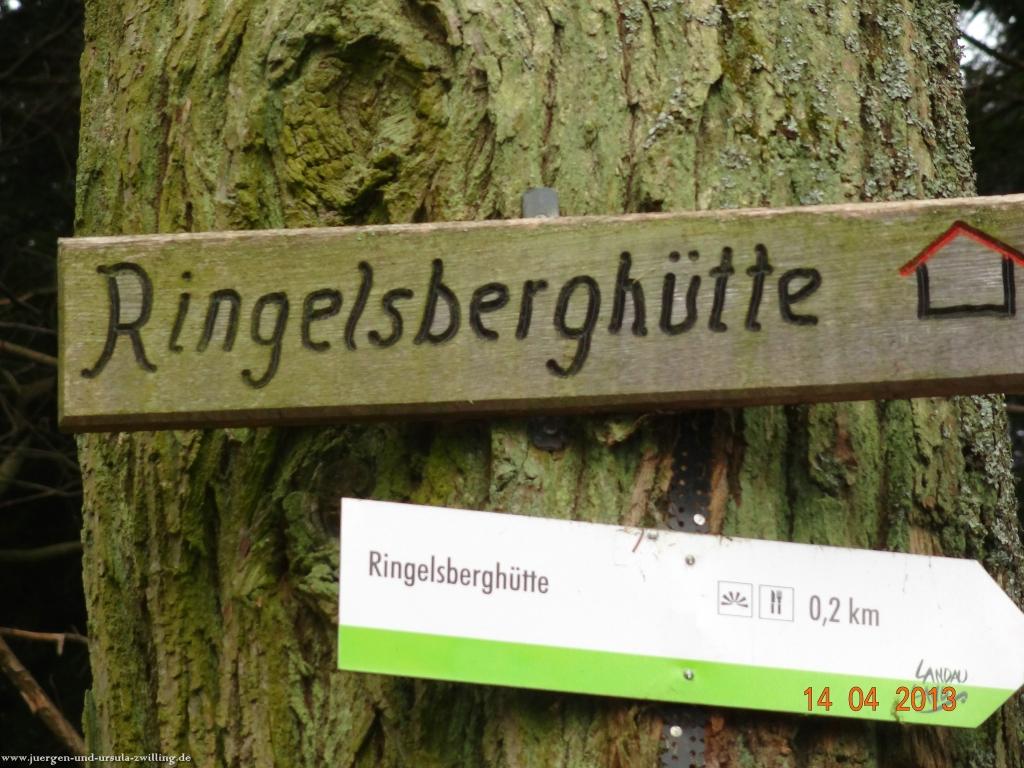 Ringelsberghütte
Ringelsberghütte
0,2 km
LANDAU
14 04 2013
www.juergen-und-ursula-zwilling.de